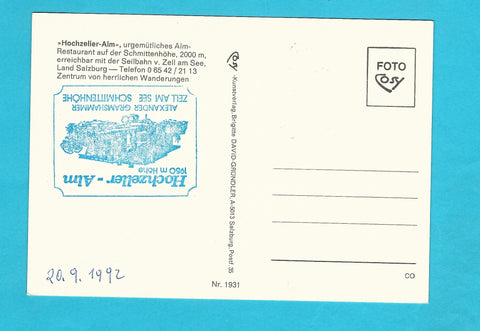 »Hochzeller-Alm«, urgemütliches Alm-
Restaurant auf der Schmittenhöhe, 2000 m,
erreichbar mit der Seilbahn v. Zell am See,
Land Salzburg — Telefon 0 65 42 / 21 13
Zentrum von herrlichen Wanderungen
Hochzeller - Alm
1960 m Höhe
ALEXANDER GRAMSHAMMER
ZELL AM SEE SCHMITTENHÖHE
20.9.1992
Cosy -Kunstverlag, Brigitte DAVID-GRÜNDLER, A-5013 Salzburg, Postf. 35
Nr. 1931
FOTO
Cosy
CO